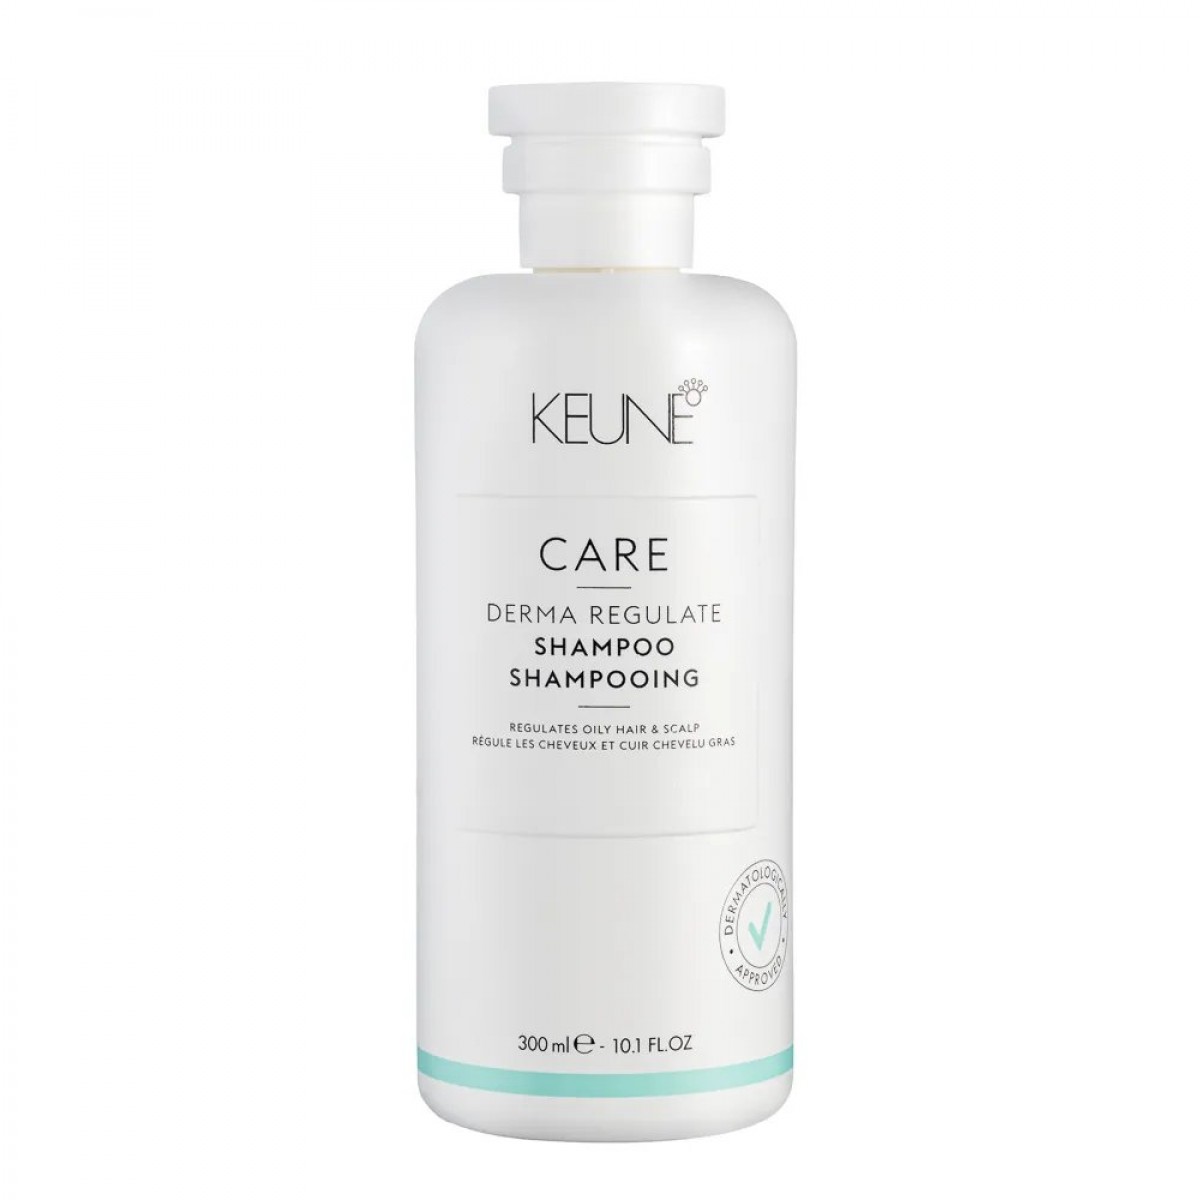 KEUNE
CARE
DERMA REGULATE
SHAMPOO
SHAMPOOING
REGULATES OILY HAIR & SCALP
RÉGULE LES CHEVEUX ET CUIR CHEVELU GRAS
• DERMATOLOGICALLY •
APPROVED
300 ml ℮ - 10.1 FL.OZ